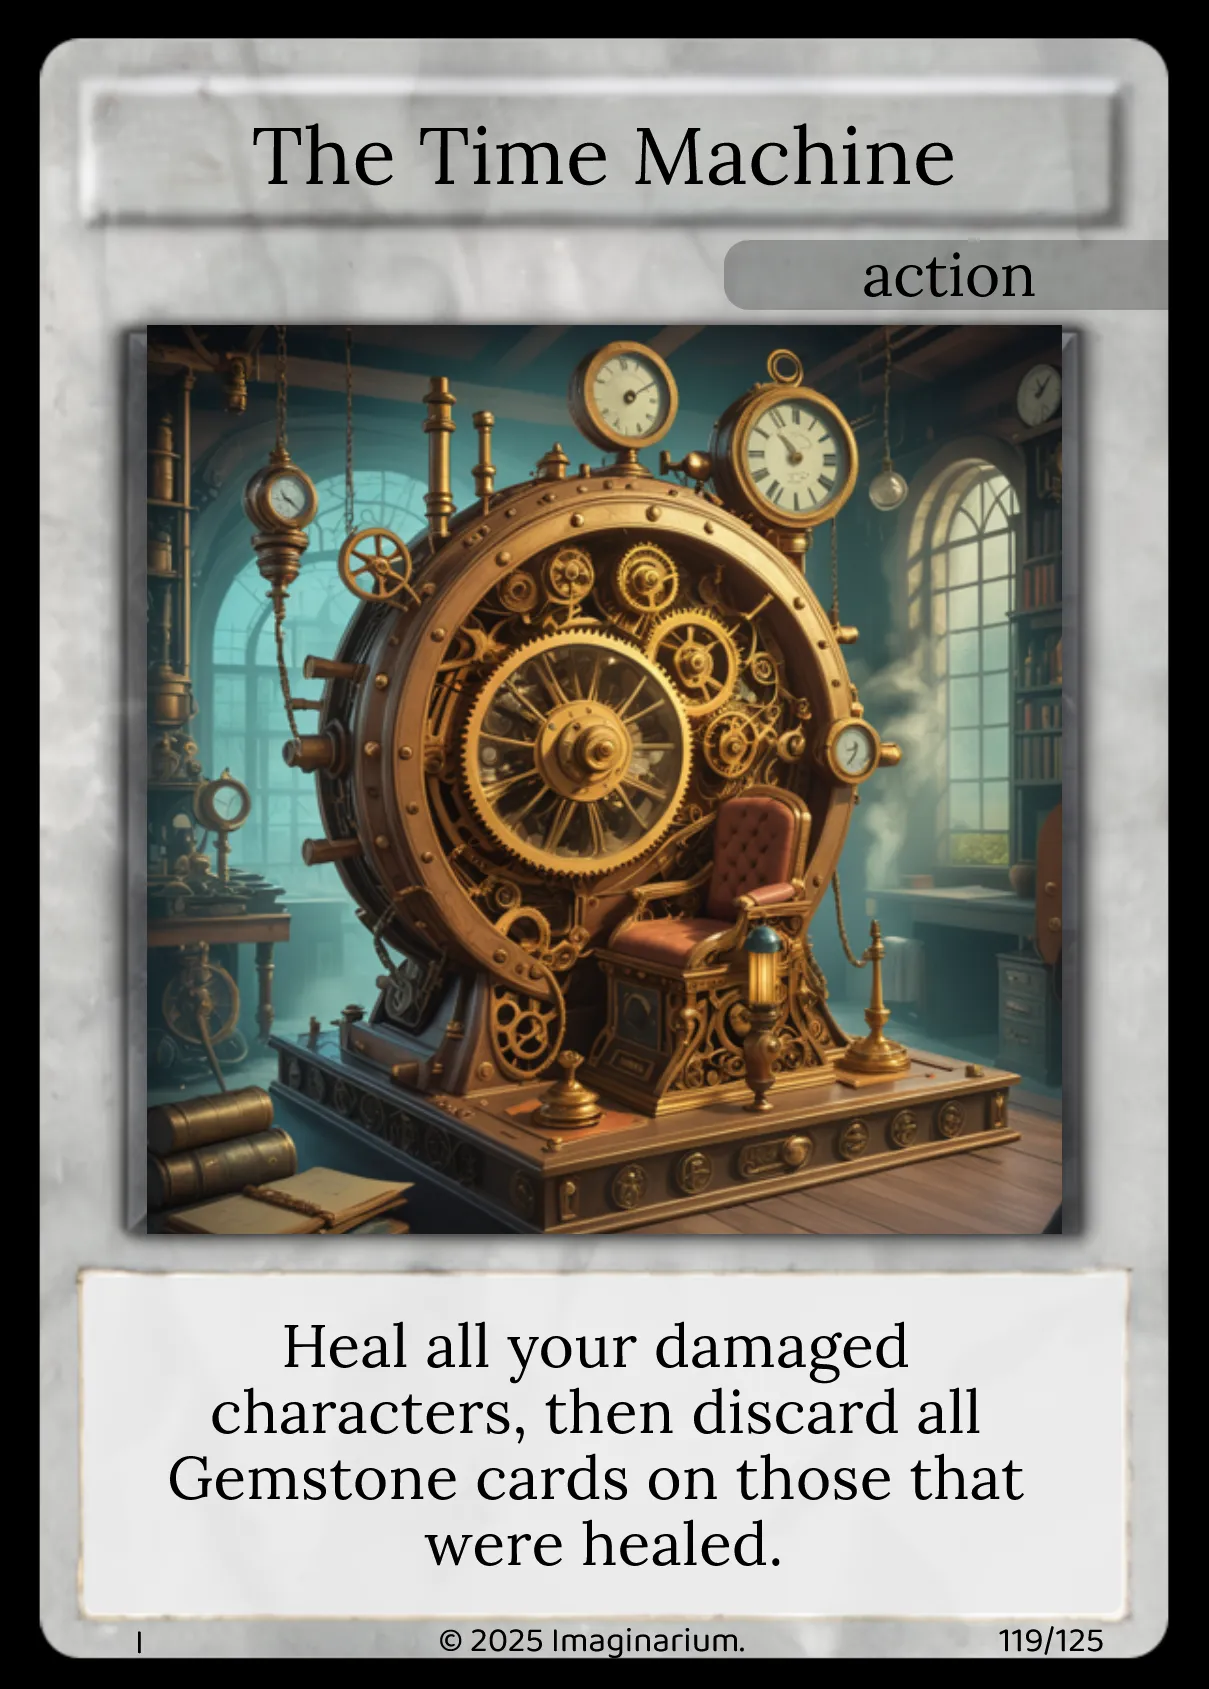 The Time Machine
action
Heal all your damaged
characters, then discard all
Gemstone cards on those that
were healed.
I © 2025 Imaginarium. 119/125